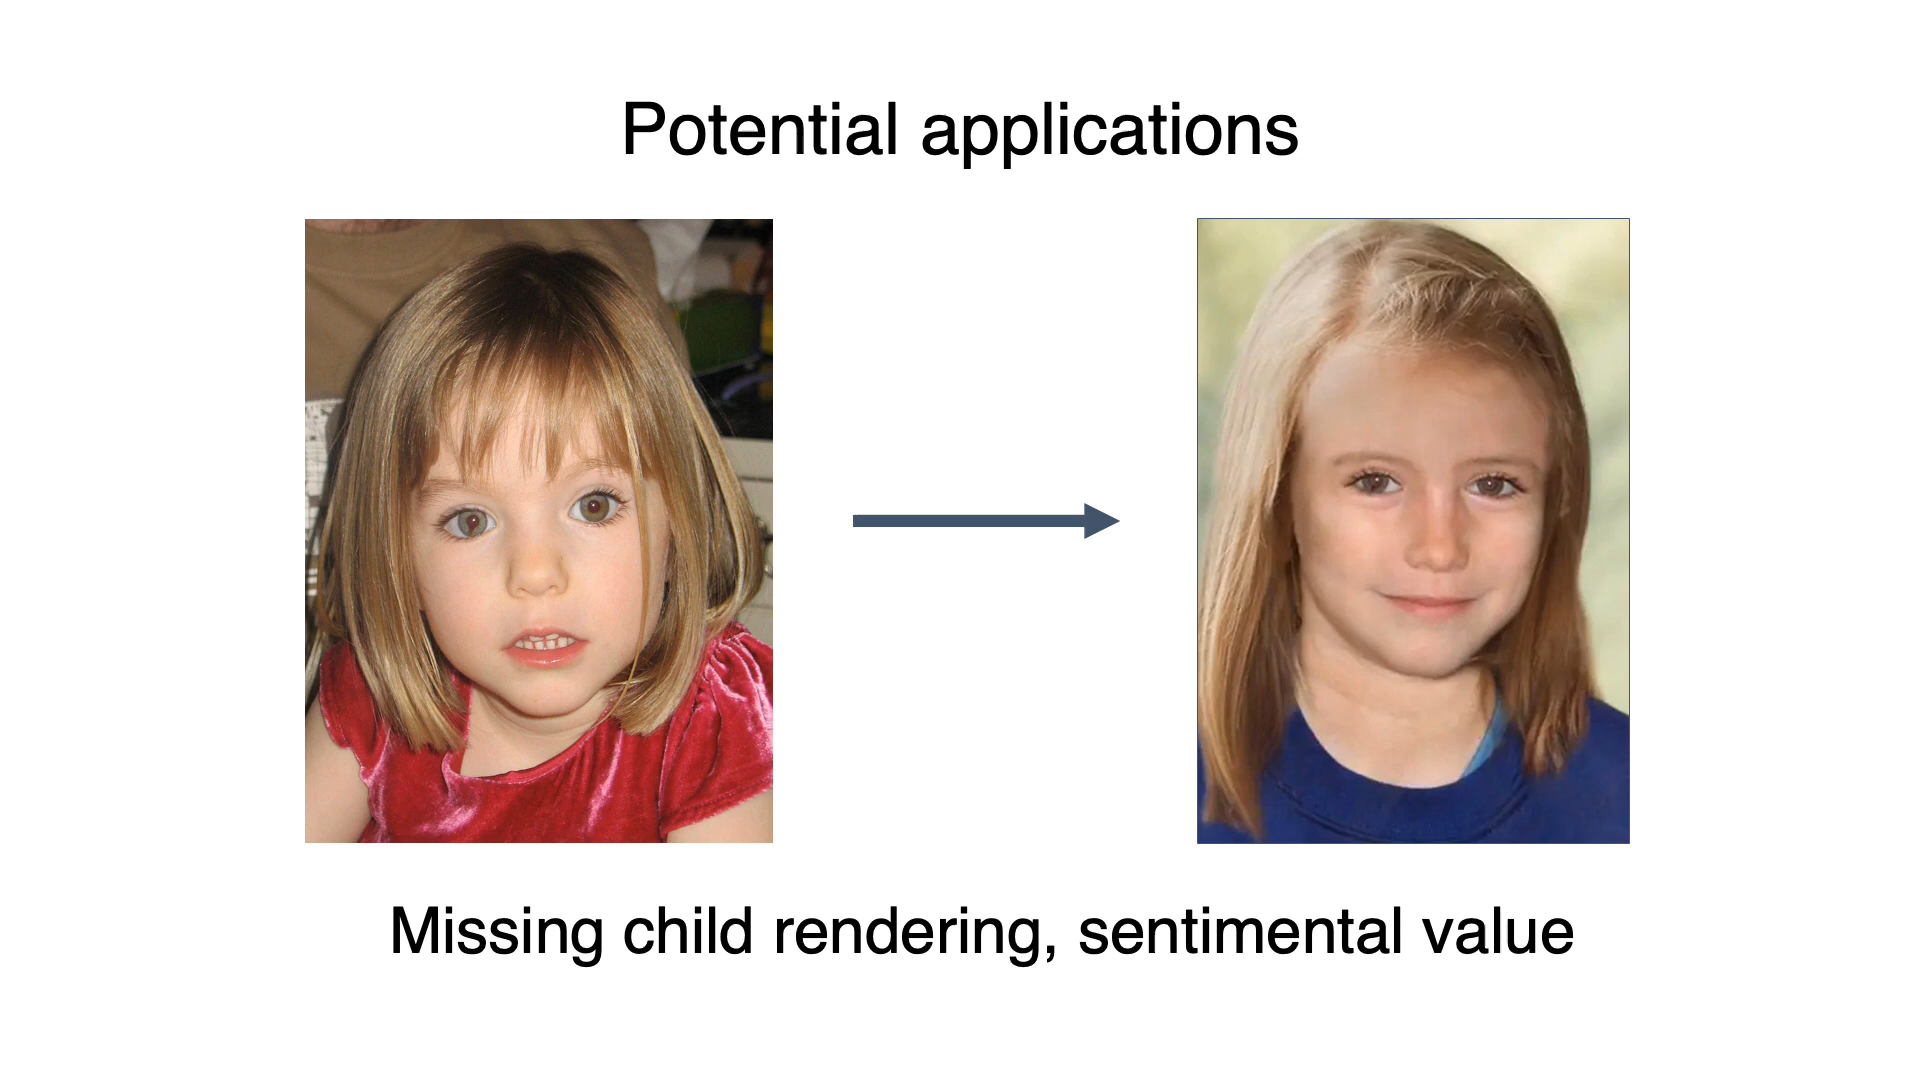 Potential applications
Missing child rendering, sentimental value